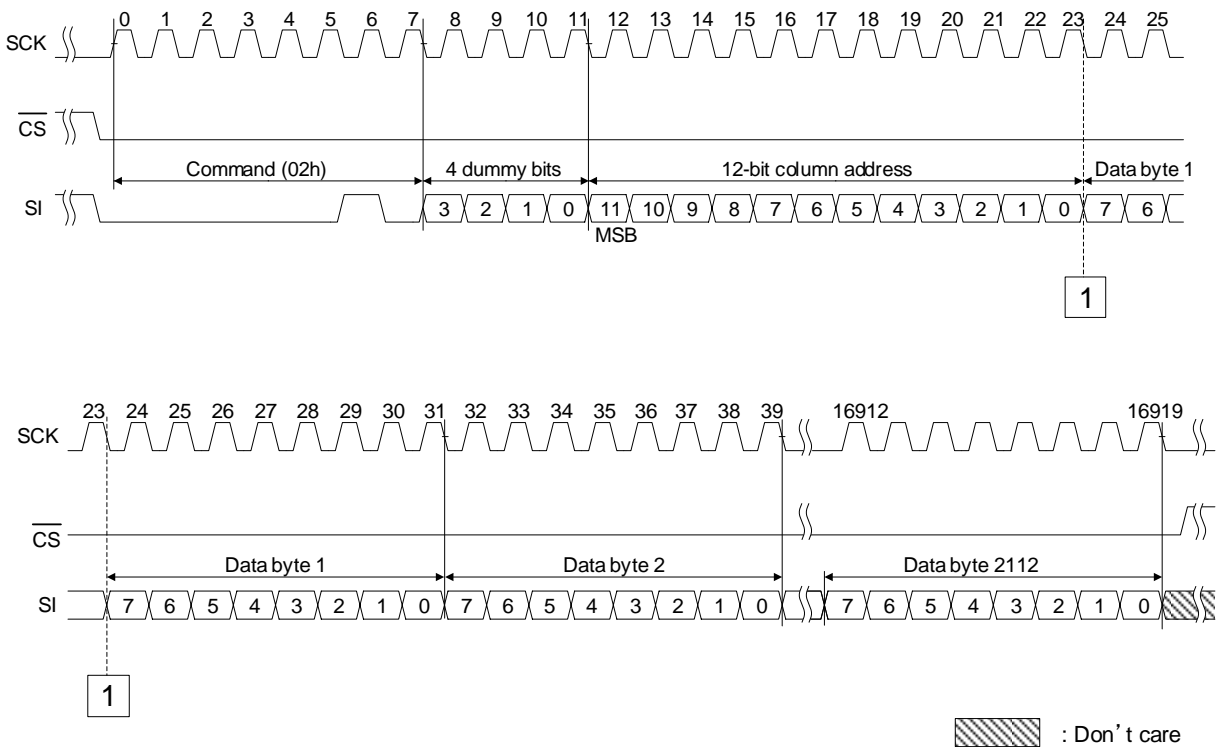 0 1 2 3 4 5 6 7 8 9 10 11 12 13 14 15 16 17 18 19 20 21 22 23 24 25
SCK
CS
Command (02h) 4 dummy bits 12-bit column address Data byte 1
SI 3 2 1 0 11 10 9 8 7 6 5 4 3 2 1 0 7 6
MSB
1
23 24 25 26 27 28 29 30 31 32 33 34 35 36 37 38 39 16912 16919
SCK
CS
Data byte 1 Data byte 2 Data byte 2112
SI 7 6 5 4 3 2 1 0 7 6 5 4 3 2 1 0 7 6 5 4 3 2 1 0
1
: Don't care